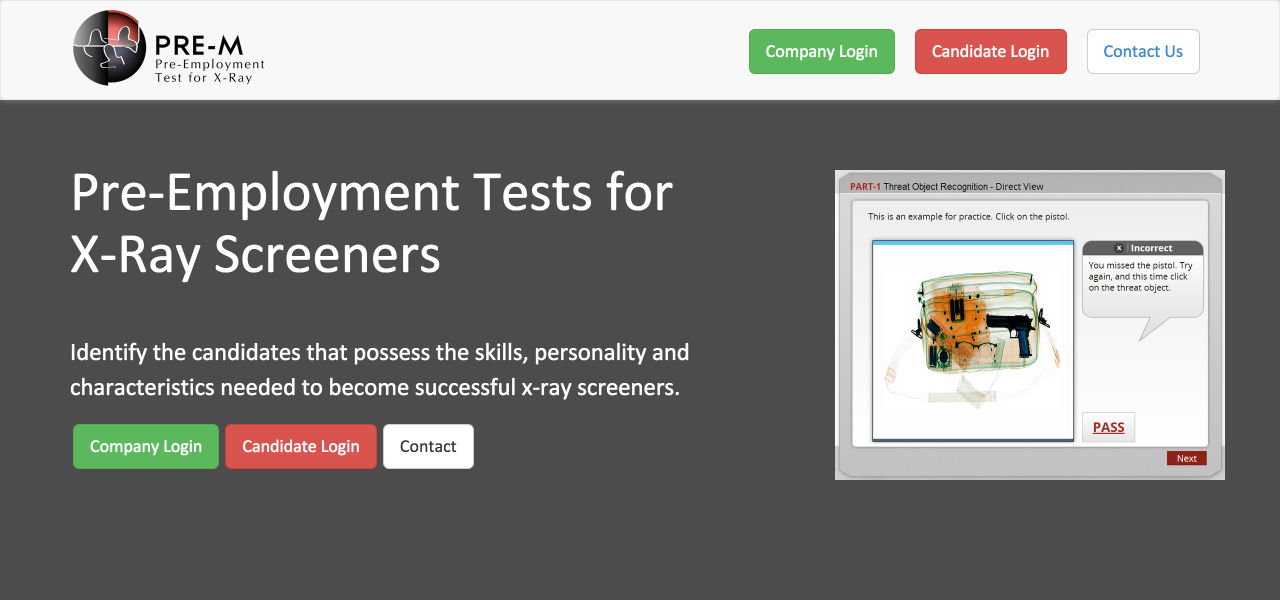 PRE-M
Pre-Employment
Test for X-Ray
Company Login
Candidate Login
Contact Us
Pre-Employment Tests for
X-Ray Screeners
Identify the candidates that possess the skills, personality and
characteristics needed to become successful x-ray screeners.
Company Login
Candidate Login
Contact
PART-1 Threat Object Recognition - Direct View
This is an example for practice. Click on the pistol.
x Incorrect
You missed the pistol. Try
again, and this time click
on the threat object.
PASS
Next